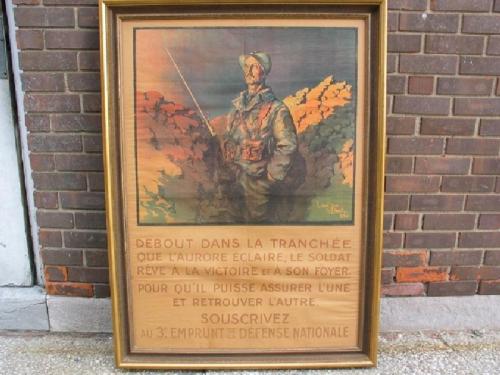 DEBOUT DANS LA TRANCHÉE
QUE L'AURORE ÉCLAIRE, LE SOLDAT
RÊVE À LA VICTOIRE ET À SON FOYER.
POUR QU'IL PUISSE ASSURER L'UNE
ET RETROUVER L'AUTRE,
SOUSCRIVEZ
AU 3E EMPRUNT DE LA DÉFENSE NATIONALE